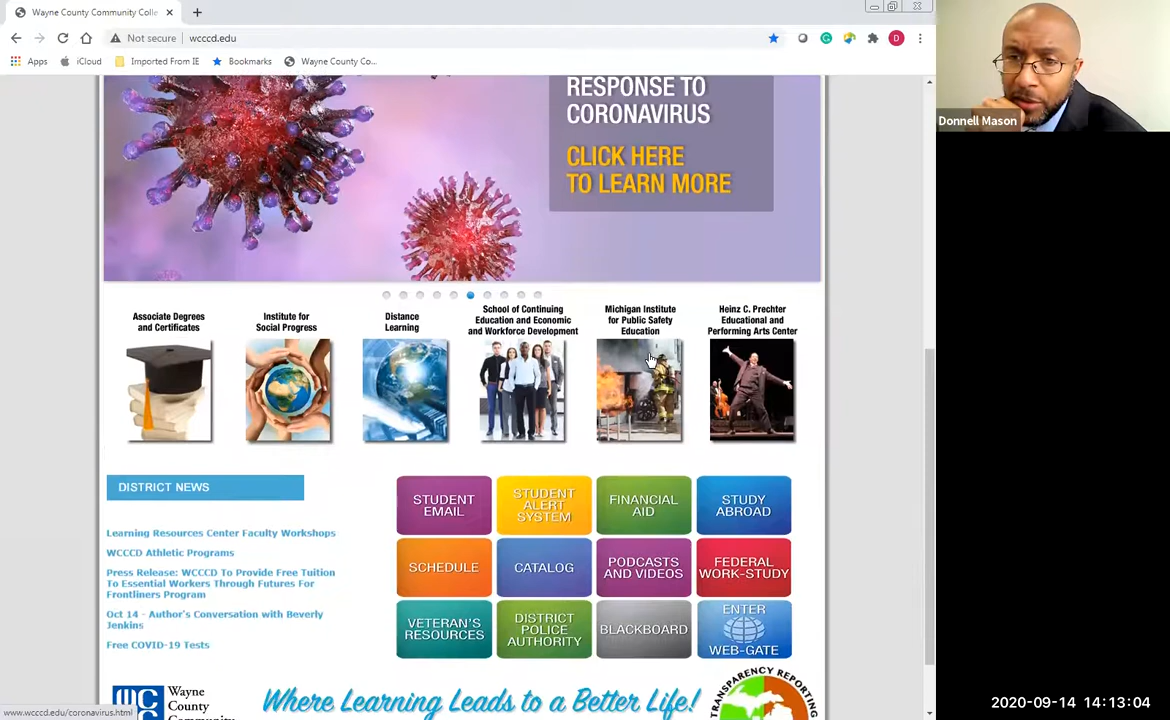 Wayne County Community Colle
Not secure
wcccd.edu
D
Apps
iCloud
Imported From IE
Bookmarks
Wayne County Co...
Donnell Mason
RESPONSE TO
CORONAVIRUS
CLICK HERE
TO LEARN MORE
Associate Degrees
and Certificates
Institute for
Social Progress
Distance
Learning
School of Continuing
Education and Economic
and Workforce Development
Michigan Institute
for Public Safety
Education
Heinz C. Prechter
Educational and
Performing Arts Center
DISTRICT NEWS
Learning Resources Center Faculty Workshops
WCCCD Athletic Programs
Press Release: WCCCD To Provide Free Tuition
To Essential Workers Through Futures For
Frontliners Program
Oct 14 - Author's Conversation with Beverly
Jenkins
Free COVID-19 Tests
STUDENT
EMAIL
STUDENT
ALERT
SYSTEM
FINANCIAL
AID
STUDY
ABROAD
SCHEDULE
CATALOG
PODCASTS
AND VIDEOS
FEDERAL
WORK-STUDY
VETERAN'S
RESOURCES
DISTRICT
POLICE
AUTHORITY
BLACKBOARD
ENTER
WEB-GATE
WC
Wayne
County
Community
Where Learning Leads to a Better Life!
TRANSPARENCY REPORTING
www.wcccd.edu/coronavirus.html
2020-09-14 14:13:04